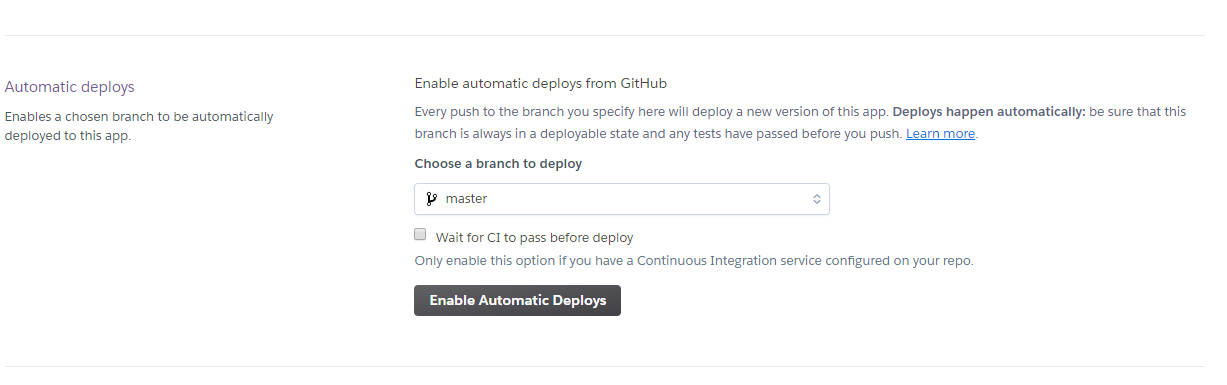 Automatic deploys
Enables a chosen branch to be automatically
deployed to this app.
Enable automatic deploys from GitHub
Every push to the branch you specify here will deploy a new version of this app. Deploys happen automatically: be sure that this
branch is always in a deployable state and any tests have passed before you push. Learn more.
Choose a branch to deploy
master
Wait for CI to pass before deploy
Only enable this option if you have a Continuous Integration service configured on your repo.
Enable Automatic Deploys